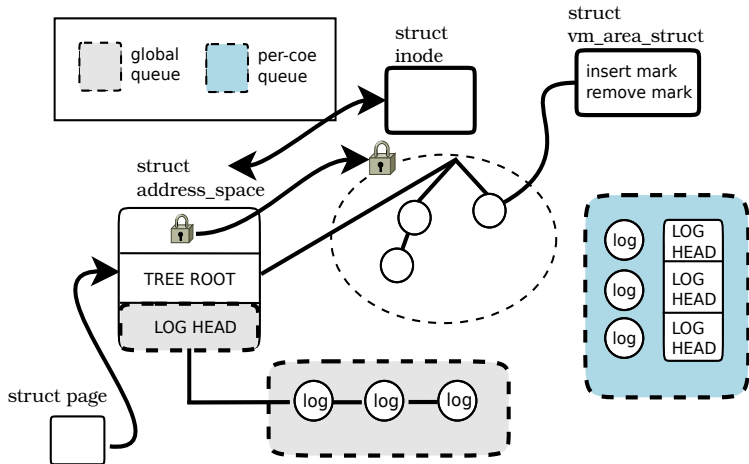 global
queue
per-coe
queue
struct
inode
struct
vm_area_struct
insert mark
remove mark
struct
address_space
TREE ROOT
LOG HEAD
struct page
log
log
log
log
LOG
HEAD
log
LOG
HEAD
log
LOG
HEAD